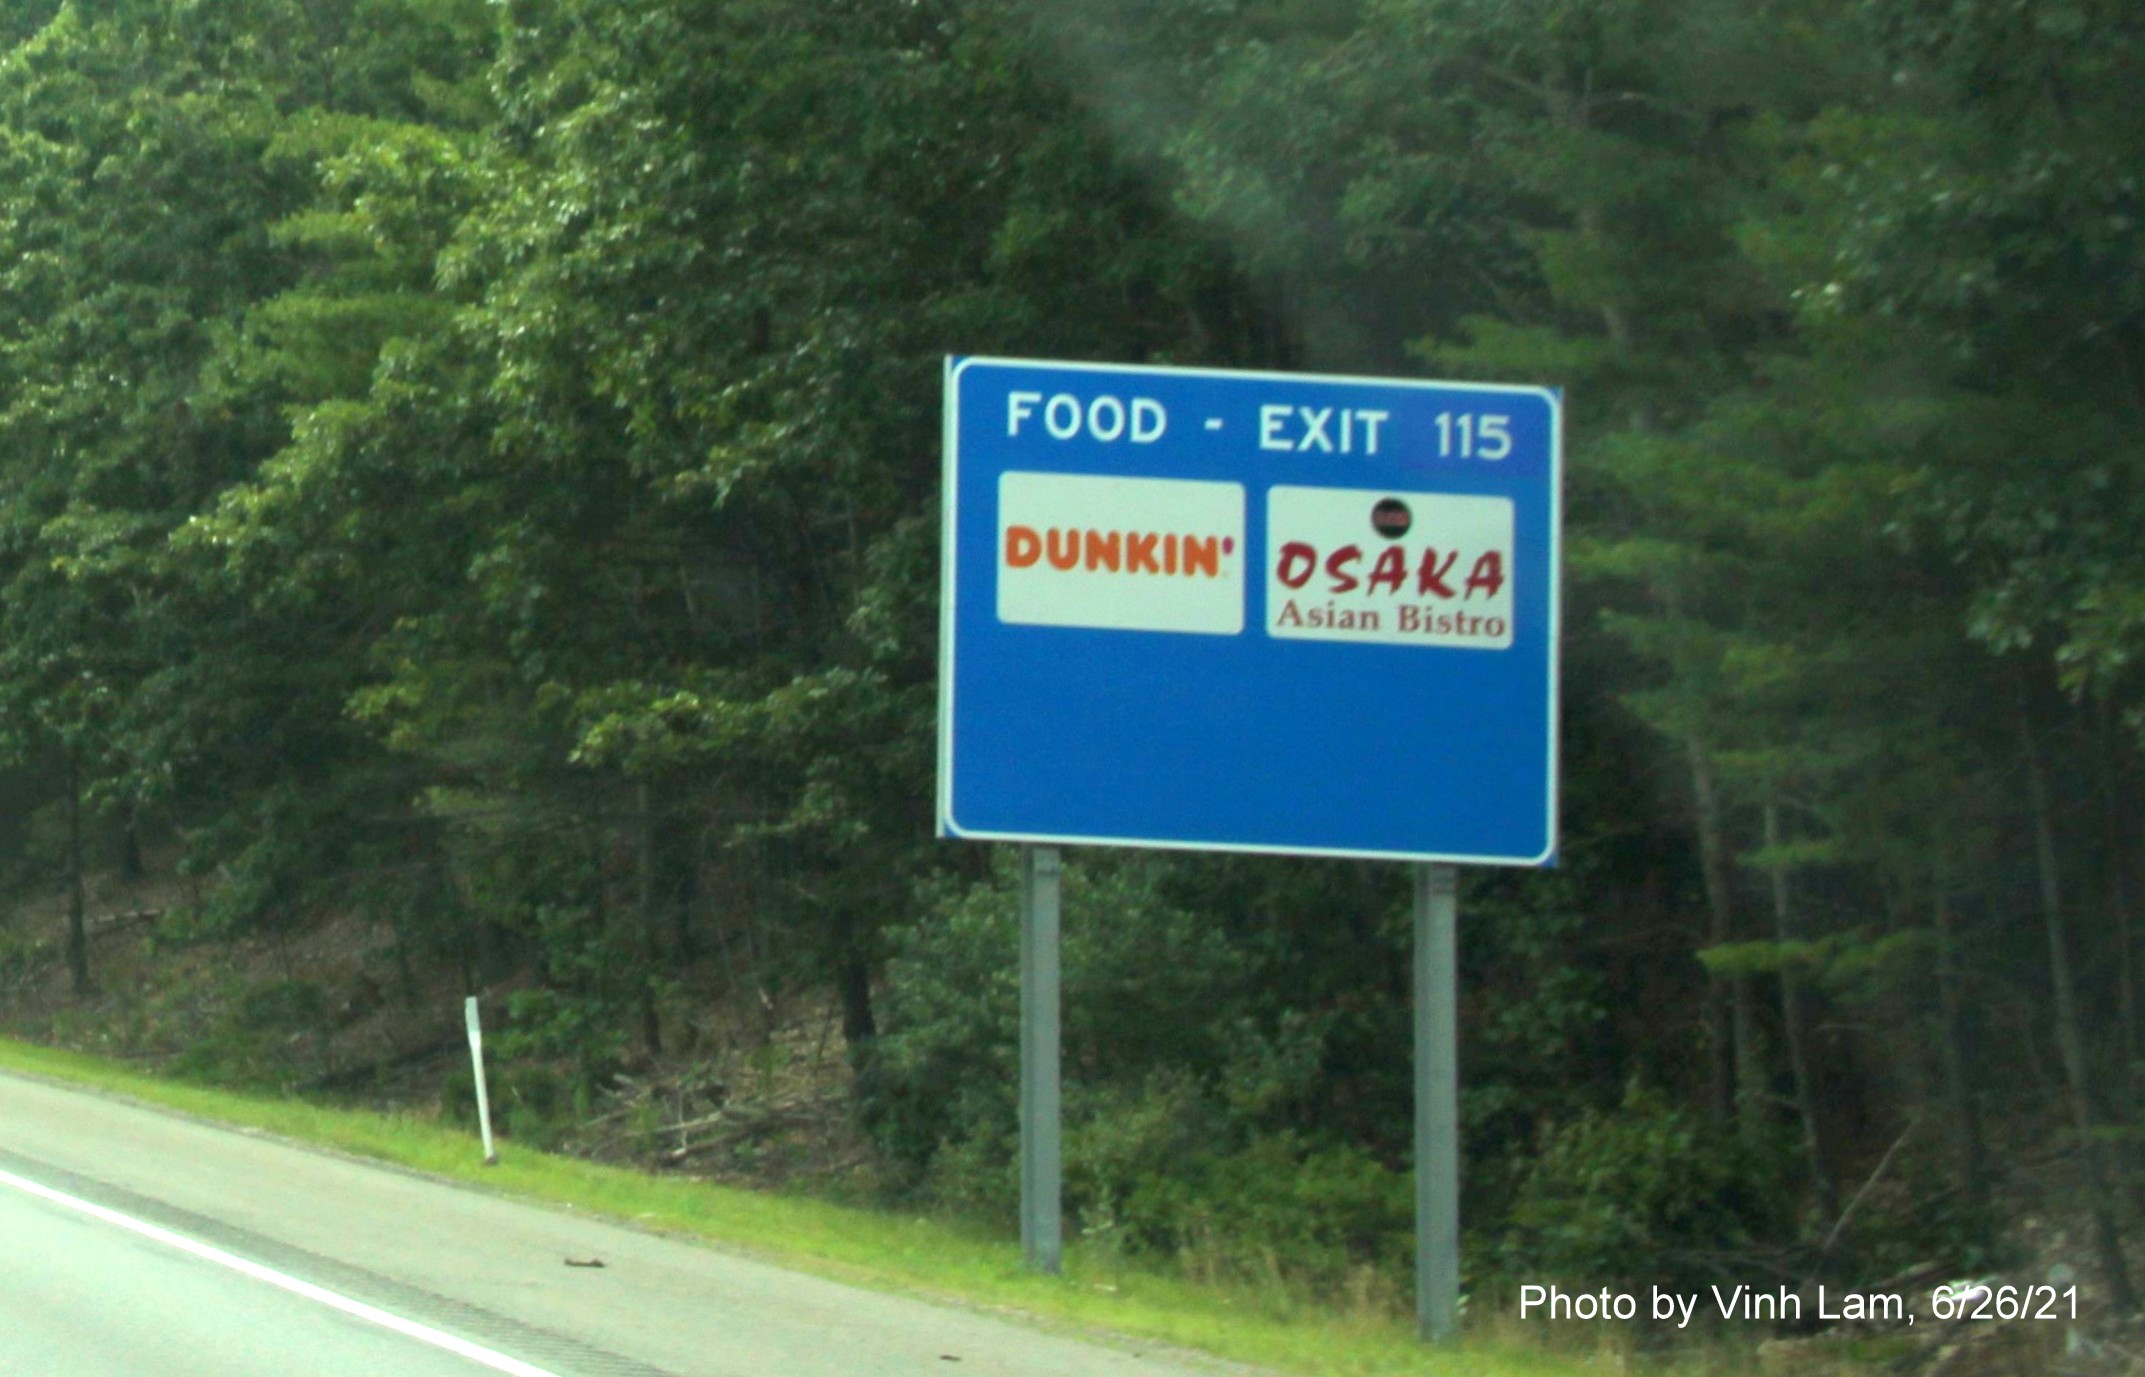 FOOD - EXIT 115
DUNKIN'
OSAKA
Asian Bistro
Photo by Vinh Lam, 6/26/21